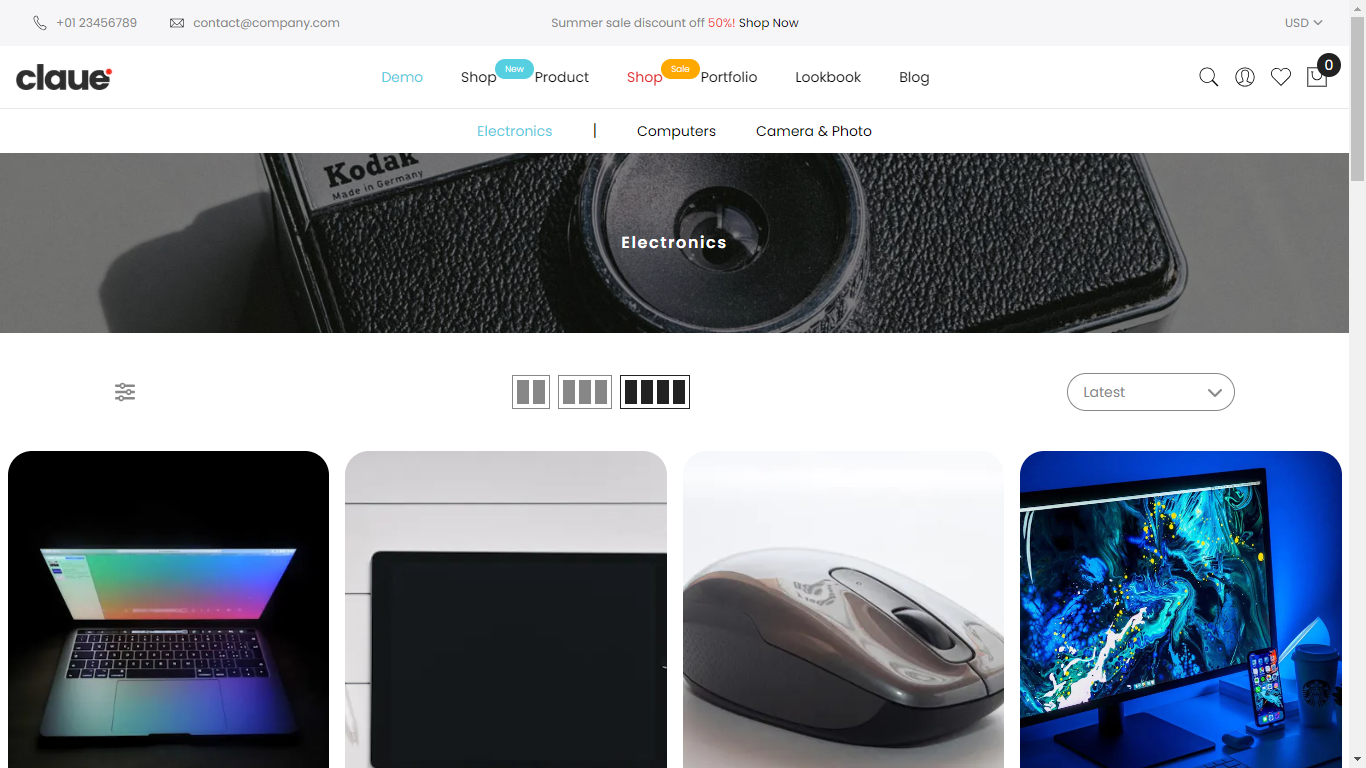 +01 23456789
contact@company.com
Summer sale discount off 50%! Shop Now
USD
claue
Demo
Shop
New
Product
Shop
Sale
Portfolio
Lookbook
Blog
0
Electronics
|
Computers
Camera & Photo
Kodak
Made in Germany
Electronics
Latest